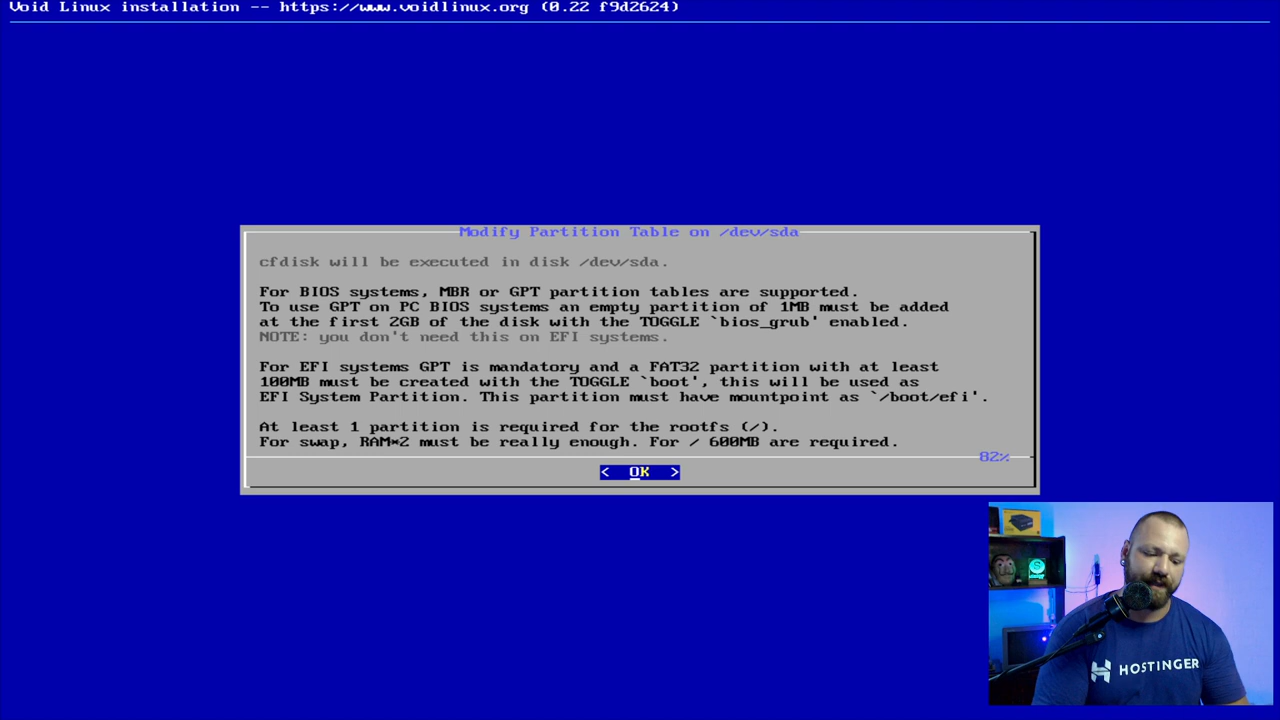 Void Linux installation -- https://www.voidlinux.org (0.22 f9d2624)
Modify Partition Table on /dev/sda
cfdisk will be executed in disk /dev/sda.
For BIOS systems, MBR or GPT partition tables are supported.
To use GPT on PC BIOS systems an empty partition of 1MB must be added
at the first 2GB of the disk with the TOGGLE `bios_grub' enabled.
NOTE: you don't need this on EFI systems.
For EFI systems GPT is mandatory and a FAT32 partition with at least
100MB must be created with the TOGGLE `boot', this will be used as
EFI System Partition. This partition must have mountpoint as `/boot/efi'.
At least 1 partition is required for the rootfs (/).
For swap, RAM*2 must be really enough. For / 600MB are required.
82%
< OK >
HOSTINGER